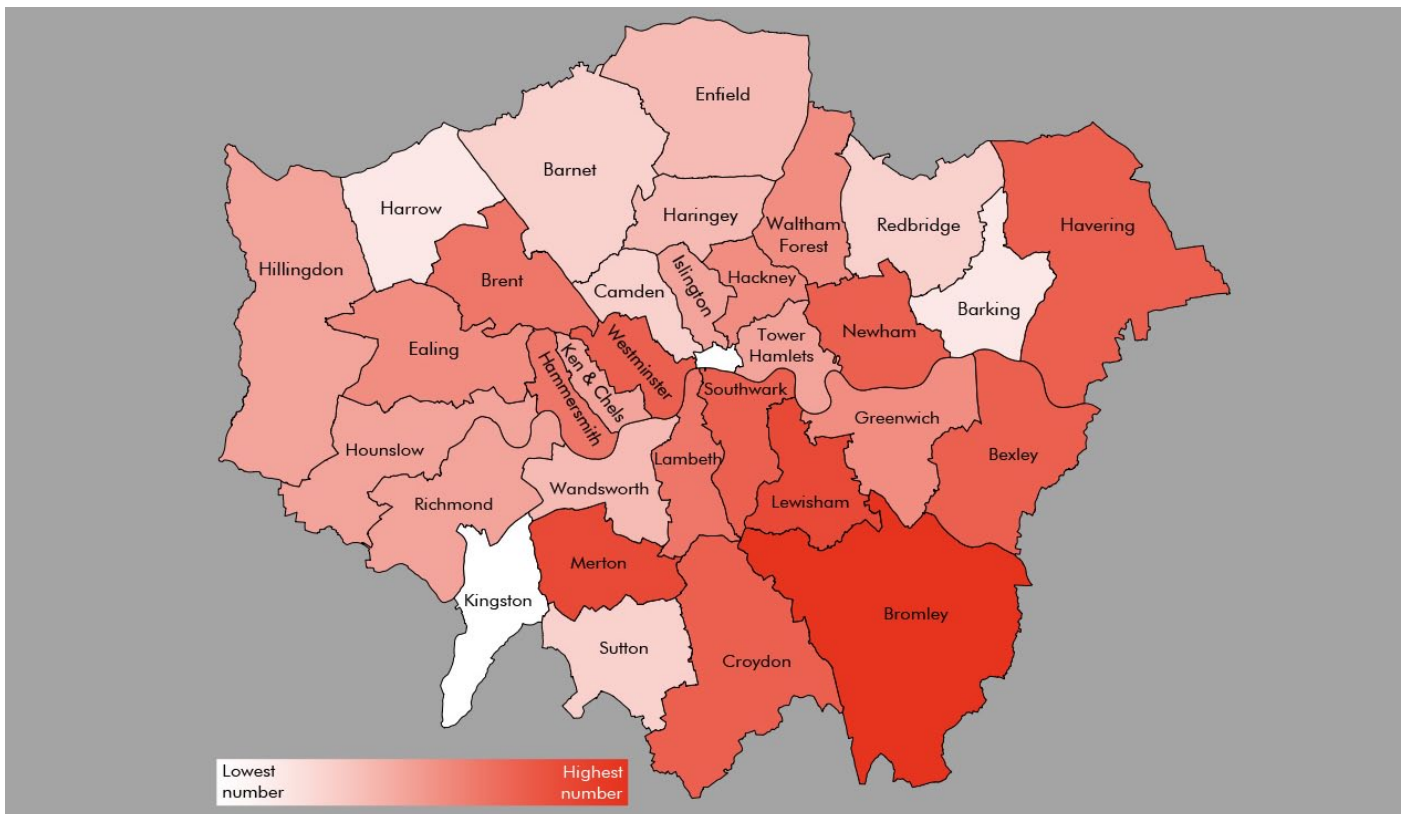 Enfield
Barnet
Harrow
Haringey
Waltham
Forest
Redbridge
Havering
Hillingdon
Brent
Camden
Islington
Hackney
Barking
Newham
Ealing
Westminster
Tower
Hamlets
Ken & Chels
Hammersmith
Southwark
Greenwich
Hounslow
Lambeth
Bexley
Richmond
Wandsworth
Lewisham
Merton
Kingston
Bromley
Sutton
Croydon
Lowest
number
Highest
number